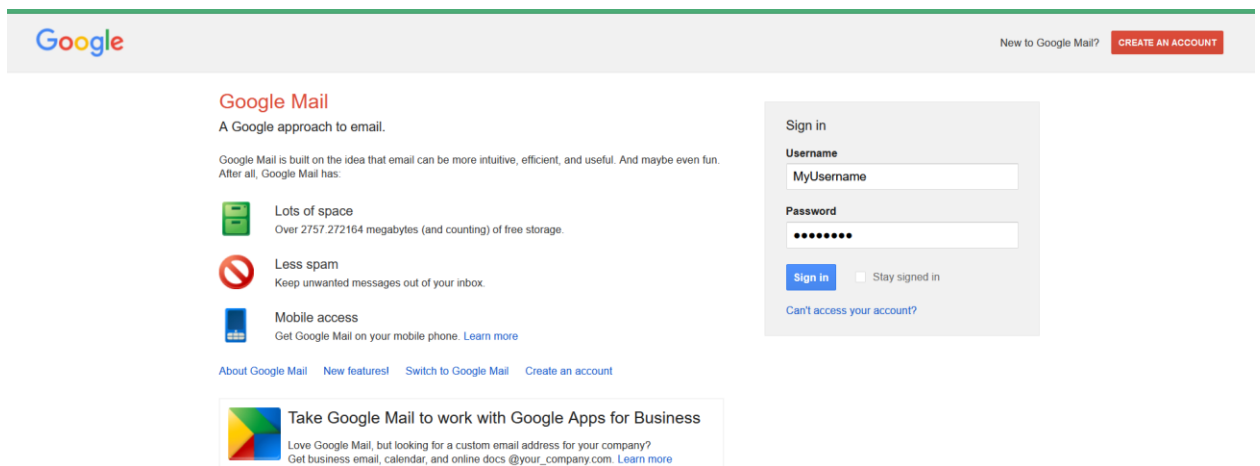 Google
New to Google Mail? CREATE AN ACCOUNT
Google Mail
A Google approach to email.
Google Mail is built on the idea that email can be more intuitive, efficient, and useful. And maybe even fun.
After all, Google Mail has:
Lots of space
Over 2757.272164 megabytes (and counting) of free storage.
Less spam
Keep unwanted messages out of your inbox.
Mobile access
Get Google Mail on your mobile phone. Learn more
About Google Mail New features! Switch to Google Mail Create an account
Take Google Mail to work with Google Apps for Business
Love Google Mail, but looking for a custom email address for your company?
Get business email, calendar, and online docs @your_company.com. Learn more
Sign in
Username
MyUsername
Password
••••••••
Sign in Stay signed in
Can't access your account?